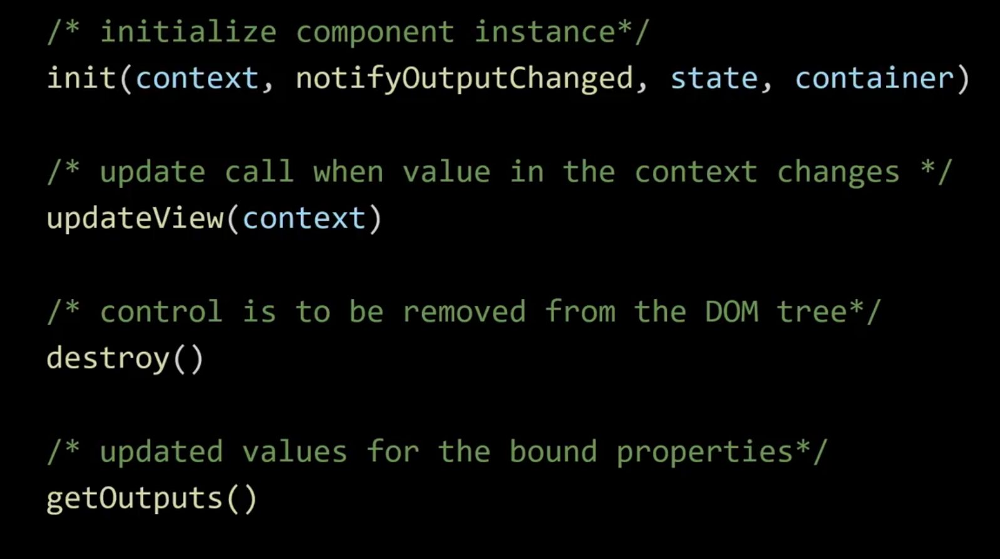 /* initialize component instance*/
init(context, notifyOutputChanged, state, container)
/* update call when value in the context changes */
updateView(context)
/* control is to be removed from the DOM tree*/
destroy()
/* updated values for the bound properties*/
getOutputs()